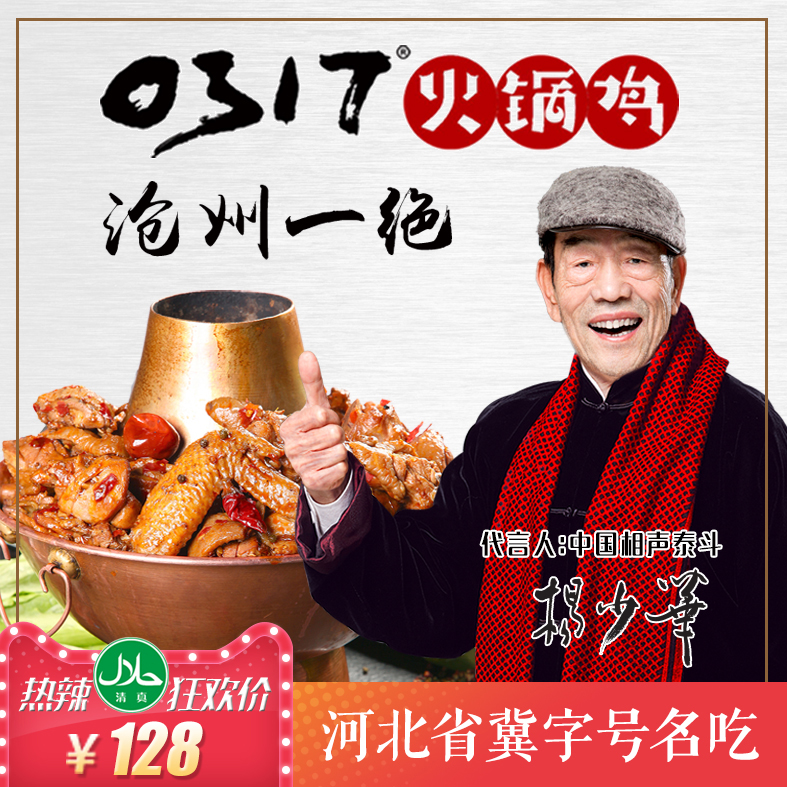 0317® 火锅鸡
沧州一绝
代言人:中国相声泰斗
杨少華
热辣 حلال 清真 狂欢价
¥128
河北省冀字号名吃